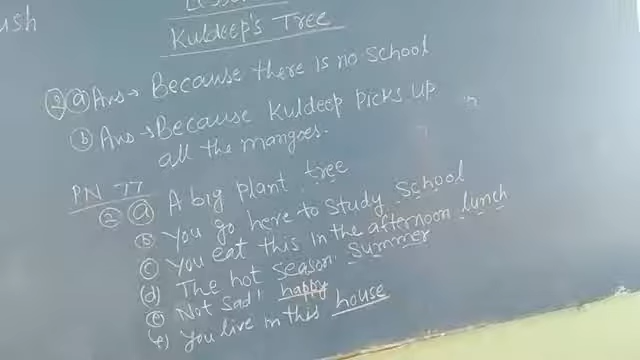 ush
Kuldeep's Tree
② ⓐ Ans → Because there is no school
ⓑ Ans → Because Kuldeep picks up
all the mangoes.
PN 77
② ⓐ A big plant. tree
ⓑ You go here to study. School
ⓒ You eat this in the afternoon. lunch
(d) The hot season. Summer
ⓔ Not sad! happy
(f) You live in this house